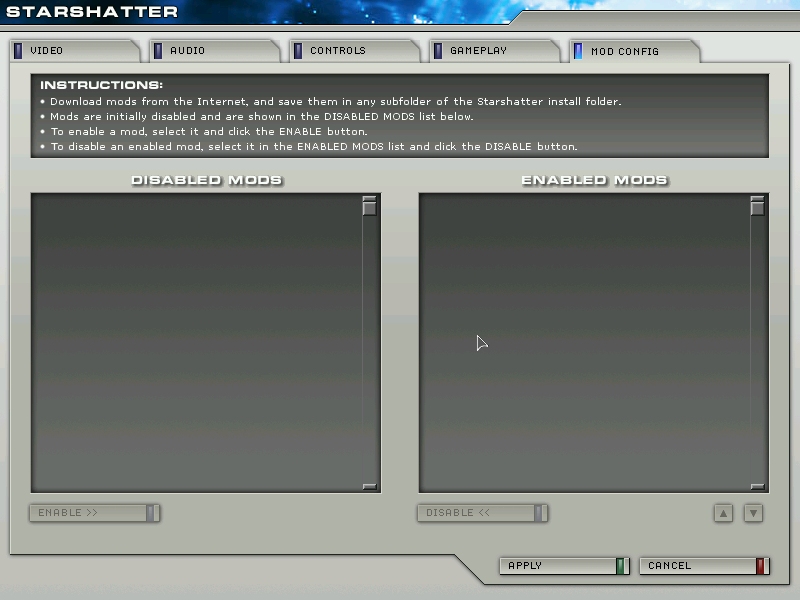 STARSHATTER
VIDEO
AUDIO
CONTROLS
GAMEPLAY
MOD CONFIG
INSTRUCTIONS:
• Download mods from the Internet, and save them in any subfolder of the Starshatter install folder.
• Mods are initially disabled and are shown in the DISABLED MODS list below.
• To enable a mod, select it and click the ENABLE button.
• To disable an enabled mod, select it in the ENABLED MODS list and click the DISABLE button.
DISABLED MODS
ENABLED MODS
ENABLE >>
DISABLE <<
APPLY
CANCEL